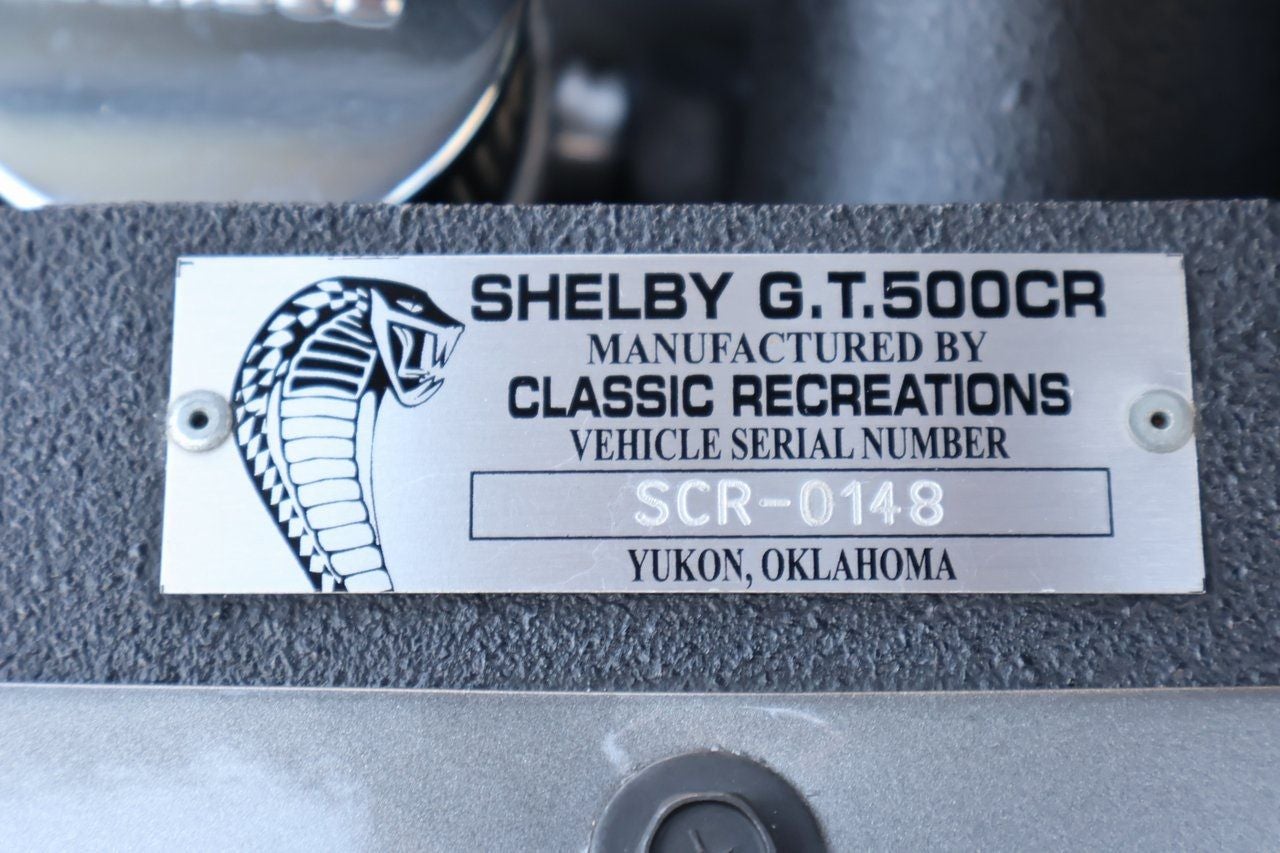 SHELBY G.T.500CR
MANUFACTURED BY
CLASSIC RECREATIONS
VEHICLE SERIAL NUMBER
SCR-0148
YUKON, OKLAHOMA